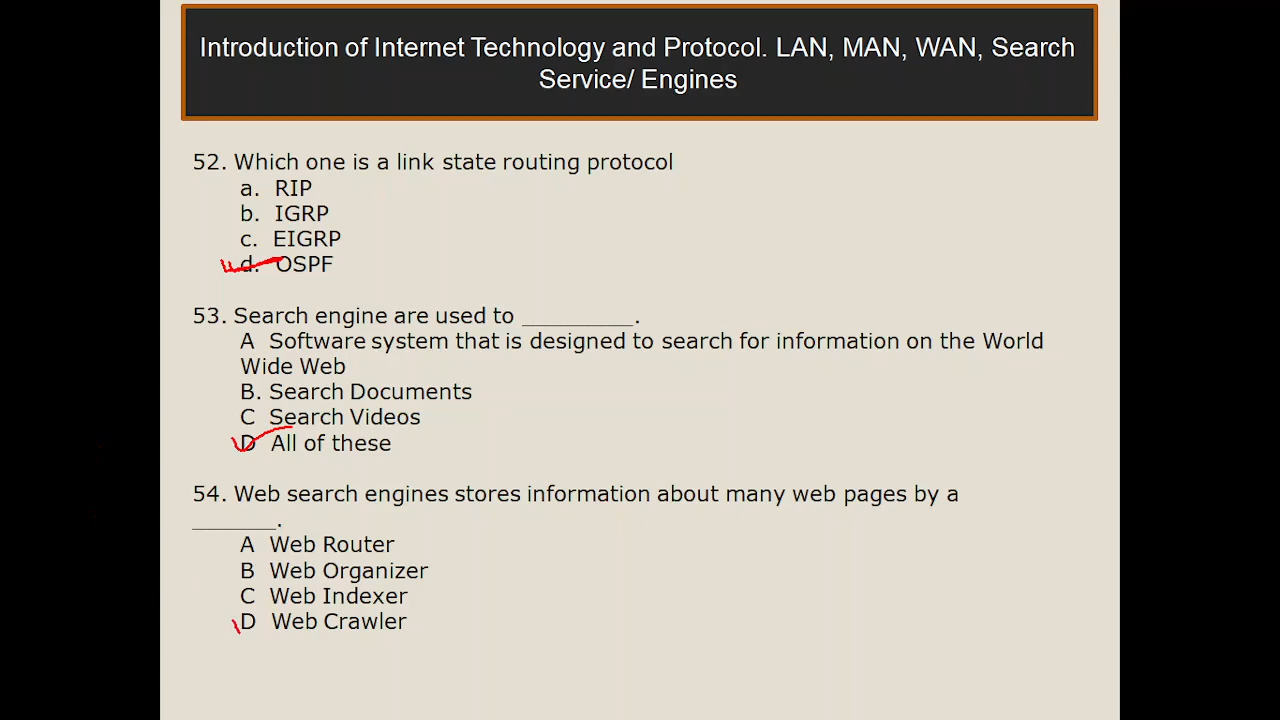 Introduction of Internet Technology and Protocol. LAN, MAN, WAN, Search
Service/ Engines
52. Which one is a link state routing protocol
a. RIP
b. IGRP
c. EIGRP
d. OSPF
53. Search engine are used to __________.
A Software system that is designed to search for information on the World
Wide Web
B. Search Documents
C Search Videos
D All of these
54. Web search engines stores information about many web pages by a
_______.
A Web Router
B Web Organizer
C Web Indexer
D Web Crawler